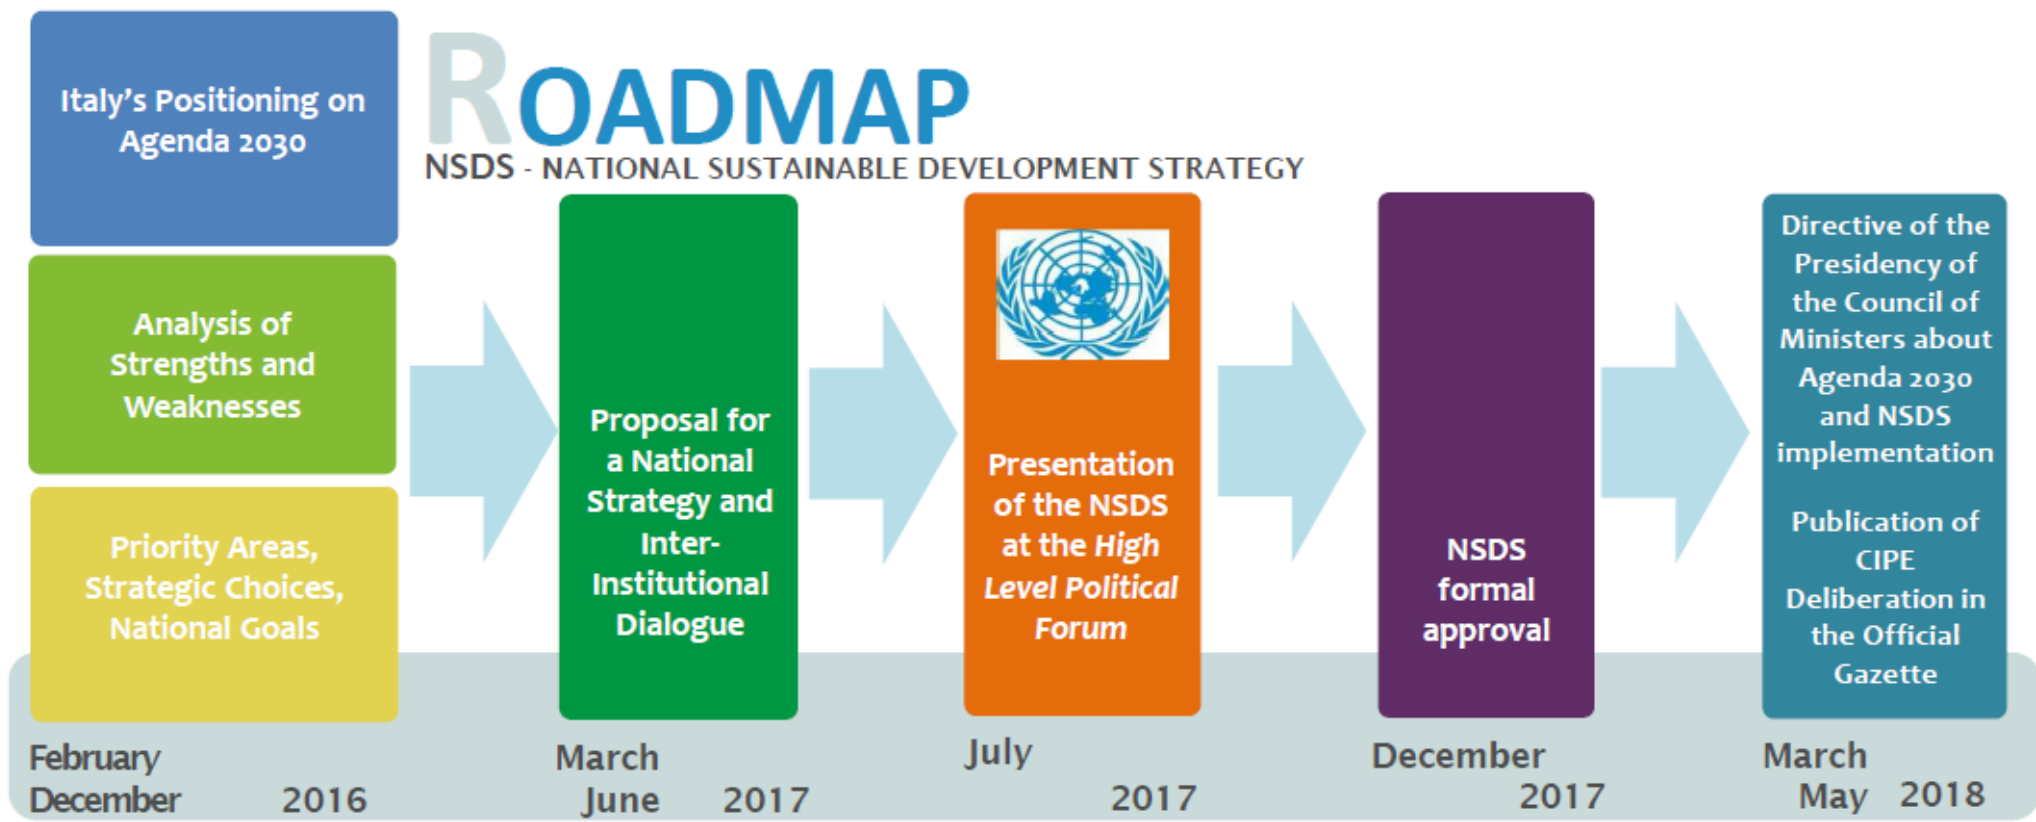 Italy's Positioning on
Agenda 2030
ROADMAP
NSDS - NATIONAL SUSTAINABLE DEVELOPMENT STRATEGY
Analysis of
Strengths and
Weaknesses
Priority Areas,
Strategic Choices,
National Goals
Proposal for
a National
Strategy and
Inter-
Institutional
Dialogue
Presentation
of the NSDS
at the High
Level Political
Forum
NSDS
formal
approval
Directive of the
Presidency of
the Council of
Ministers about
Agenda 2030
and NSDS
implementation
Publication of
CIPE
Deliberation in
the Official
Gazette
February
December 2016
March
June 2017
July
2017
December
2017
March
May 2018